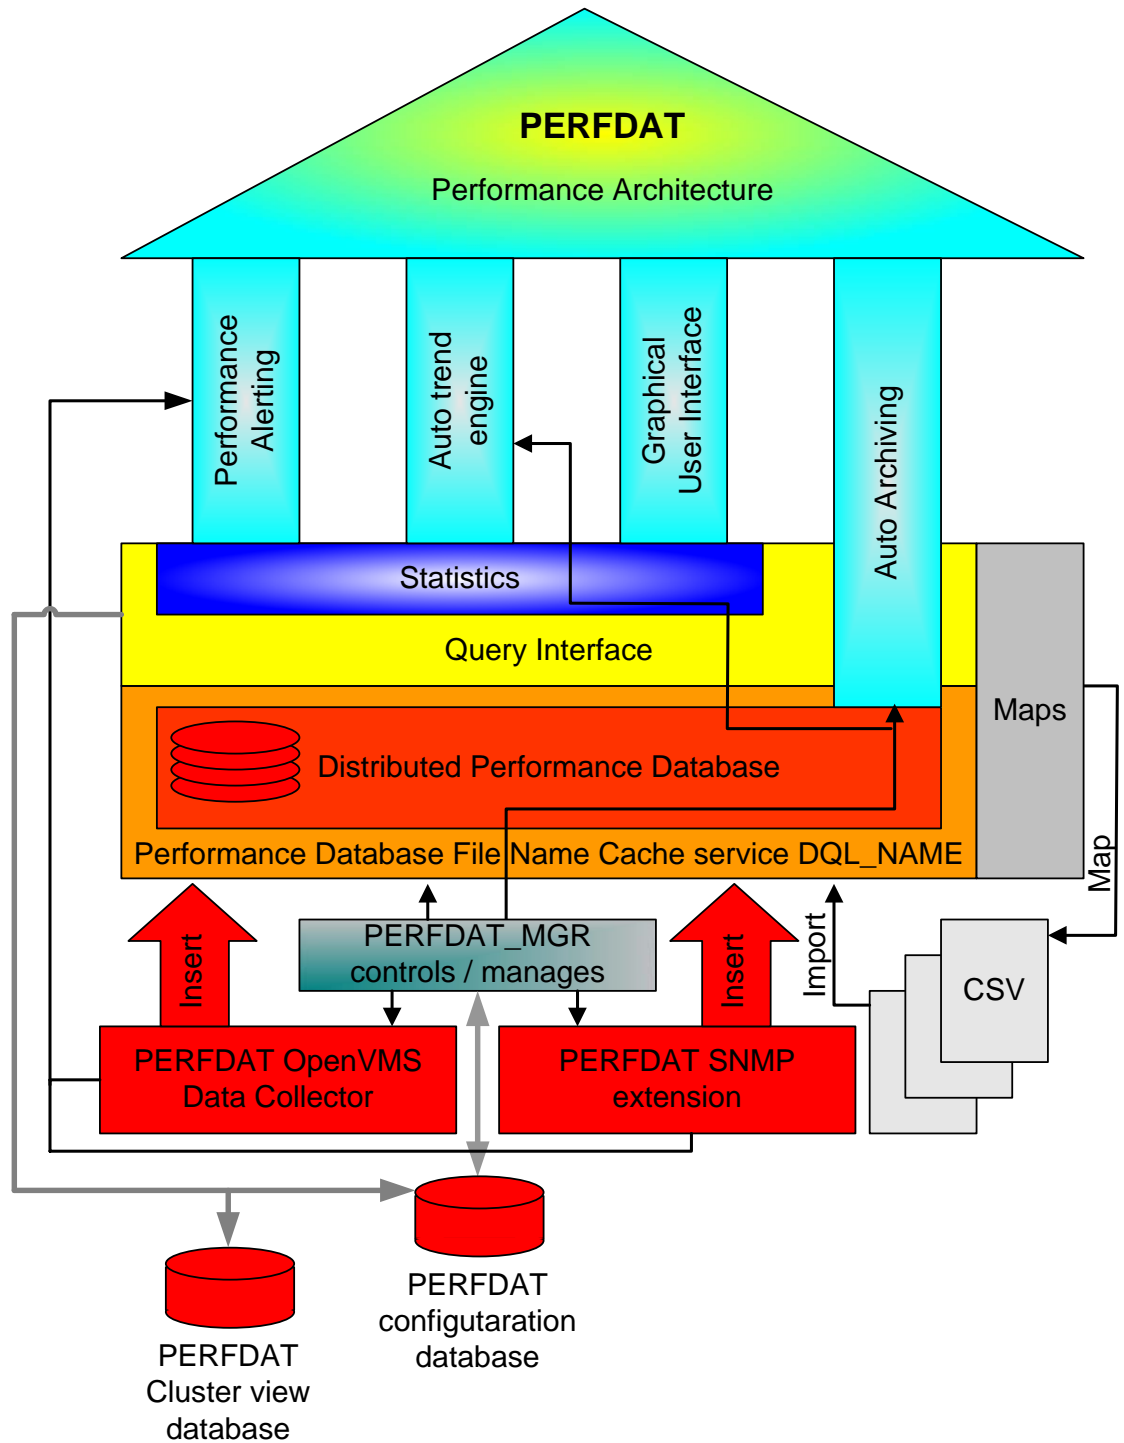 PERFDAT
Performance Architecture
Performance
Alerting
Auto trend
engine
Graphical
User Interface
Auto Archiving
Statistics
Query Interface
Maps
Distributed Performance Database
Performance Database File Name Cache service DQL_NAME
Map
Insert
PERFDAT_MGR
controls / manages
Insert
Import
CSV
PERFDAT OpenVMS
Data Collector
PERFDAT SNMP
extension
PERFDAT
configutaration
database
PERFDAT
Cluster view
database